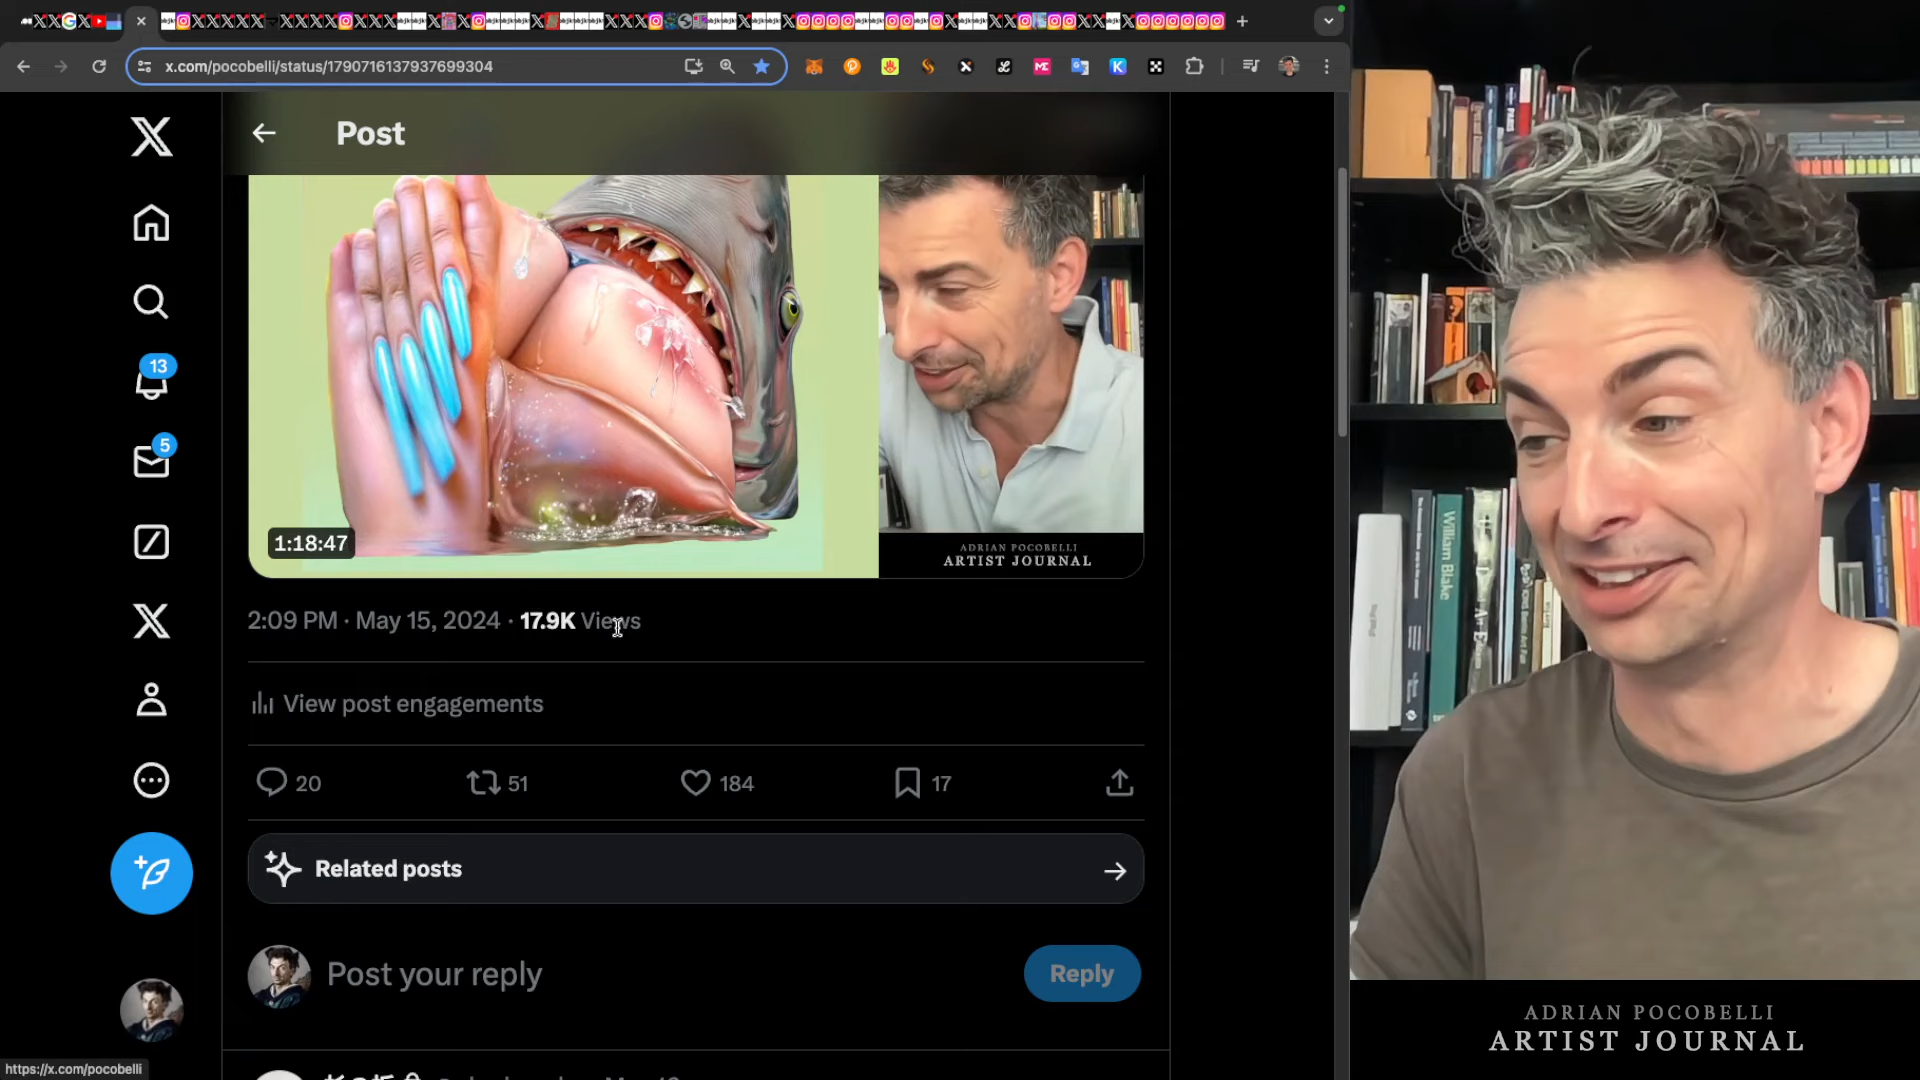 x.com/pocobelli/status/1790716137937699304
Post
13
5
1:18:47
ADRIAN POCOBELLI
ARTIST JOURNAL
2:09 PM · May 15, 2024 · 17.9K Views
View post engagements
20
51
184
17
Related posts
Post your reply
Reply
https://x.com/pocobelli
William Blake
iPad Pro
ADRIAN POCOBELLI
ARTIST JOURNAL